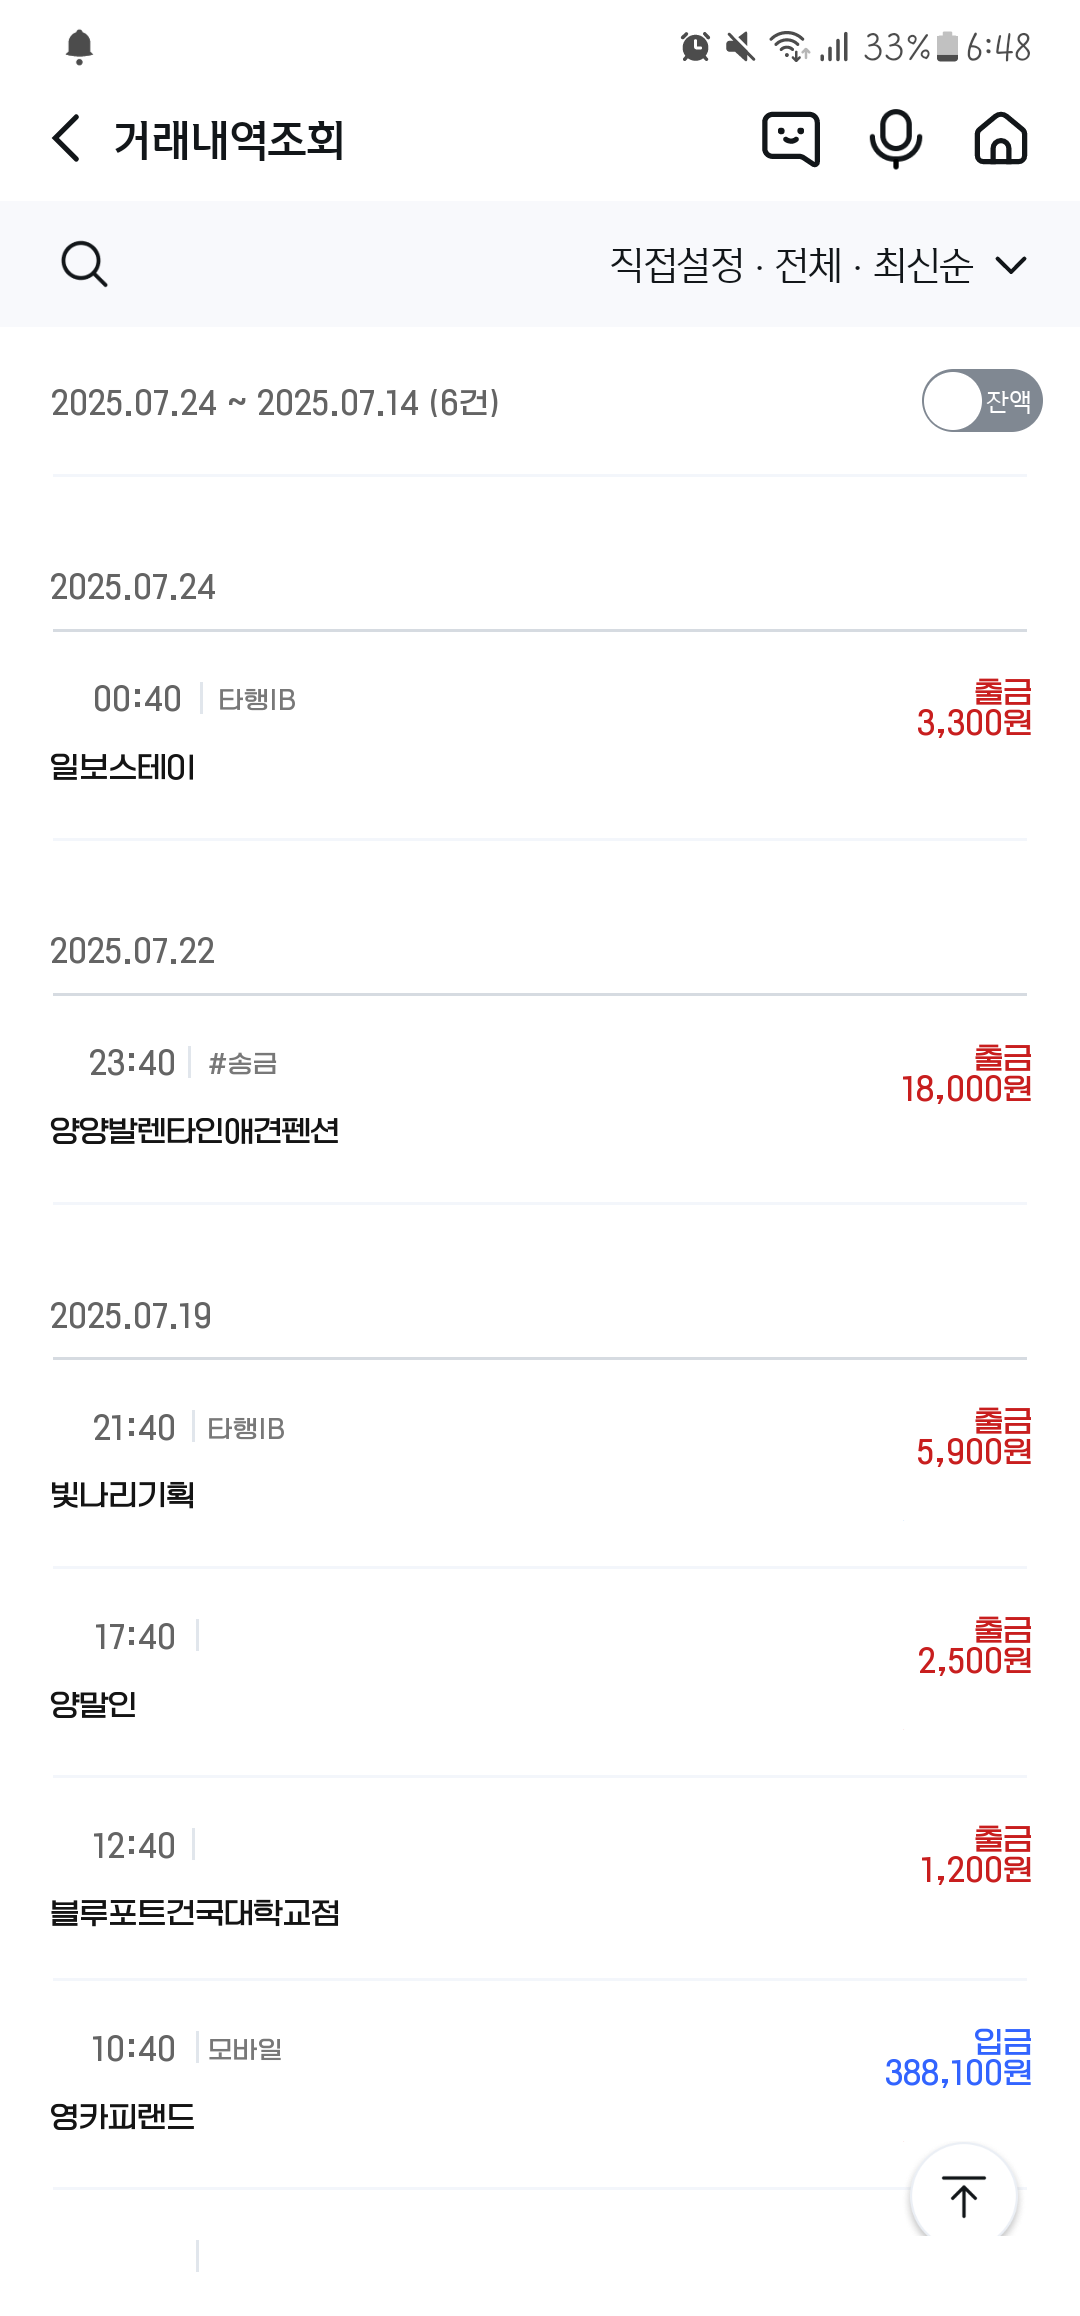 33% 6:48
거래내역조회
직접설정 · 전체 · 최신순
2025.07.24 ~ 2025.07.14 (6건)
잔액
2025.07.24
00:40 타행IB
출금
3,300원
일보스테이
2025.07.22
23:40 #송금
출금
18,000원
양양발렌타인애견펜션
2025.07.19
21:40 타행IB
출금
5,900원
빛나리기획
17:40
출금
2,500원
양말인
12:40
출금
1,200원
블루포트건국대학교점
10:40 모바일
입금
388,100원
영카피랜드